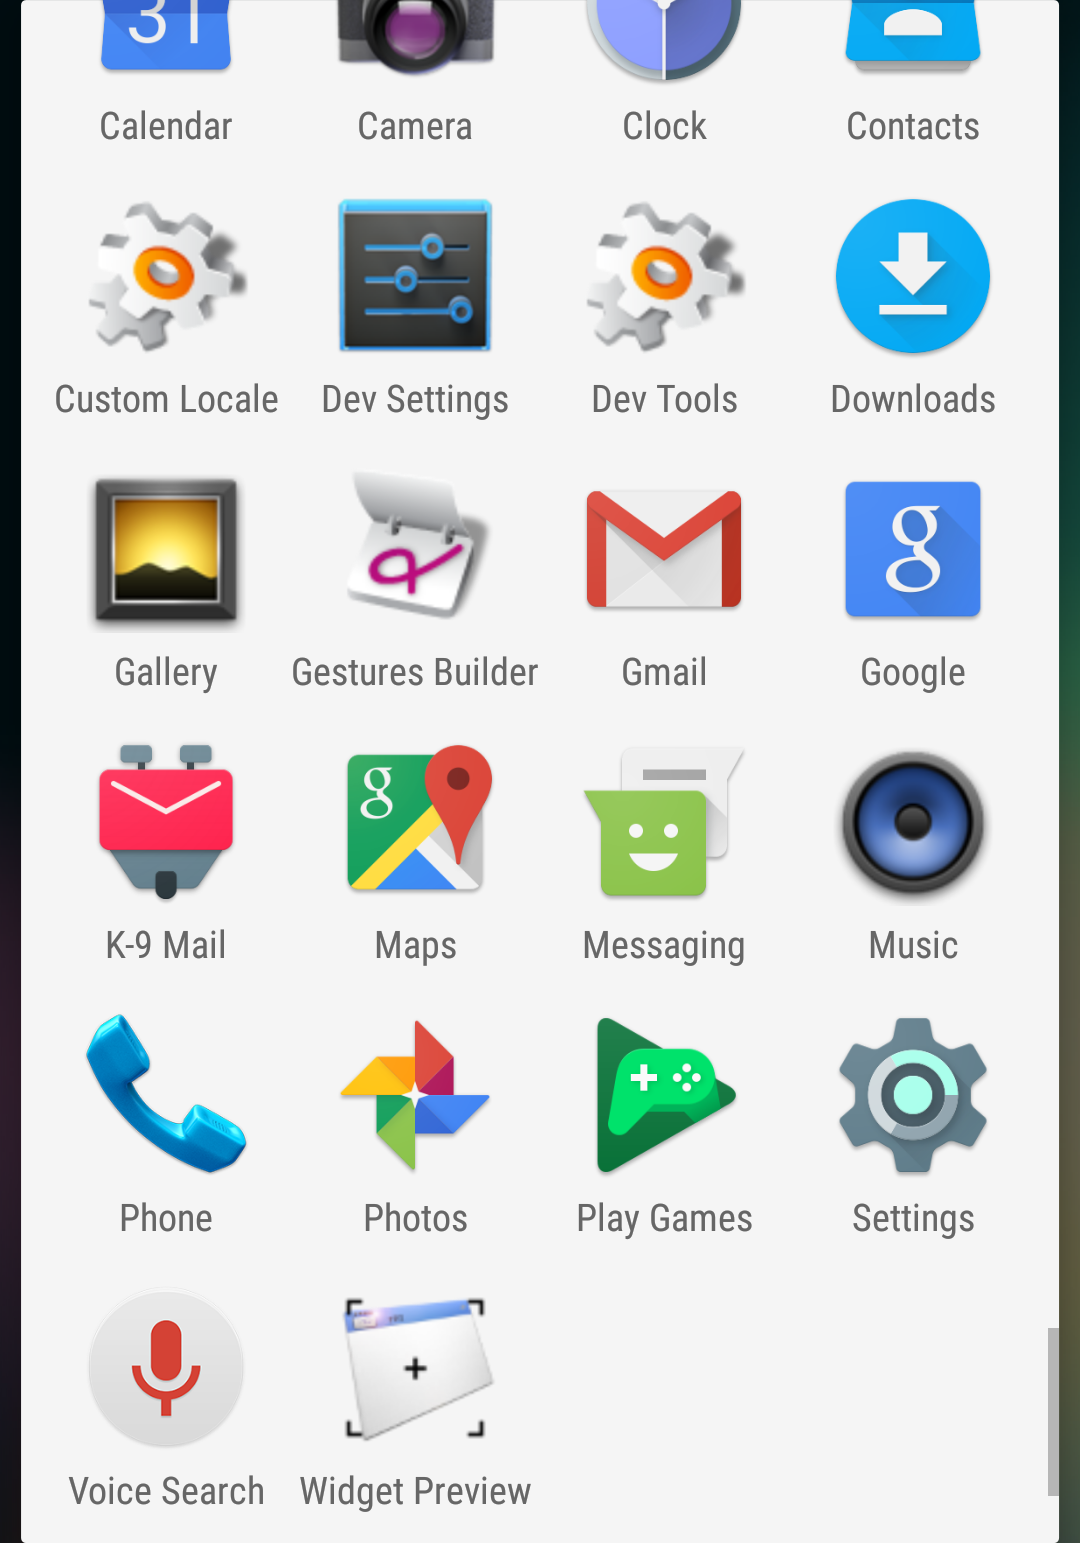 31
Calendar Camera Clock Contacts
Custom Locale Dev Settings Dev Tools Downloads
g
Gallery Gestures Builder Gmail Google
g
K-9 Mail Maps Messaging Music
Phone Photos Play Games Settings
Voice Search Widget Preview